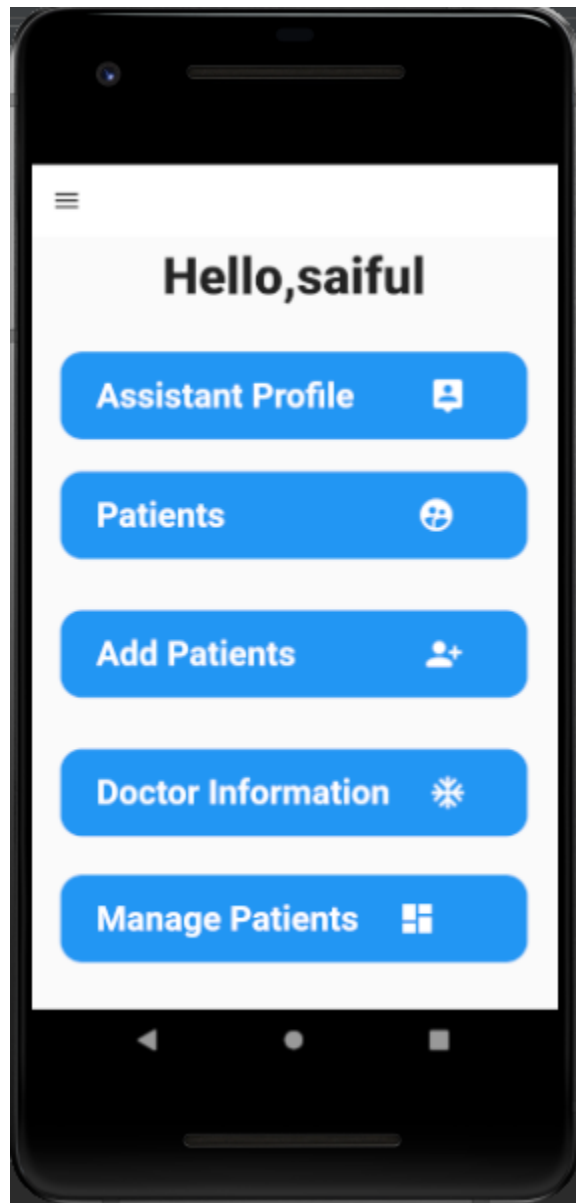 Hello,saiful
Assistant Profile
Patients
Add Patients
Doctor Information
Manage Patients